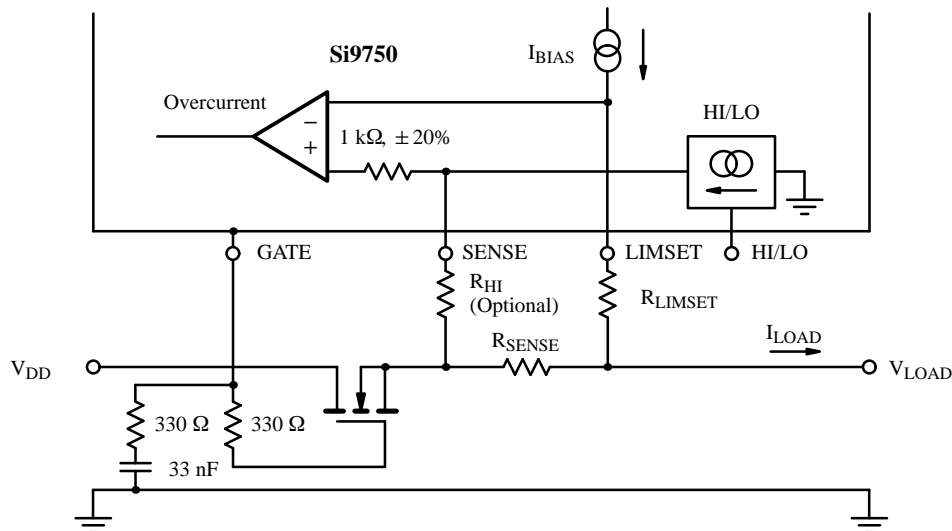 Si9750
I_BIAS
Overcurrent
HI/LO
−
+
1 kΩ, ±20%
GATE
SENSE
LIMSET
HI/LO
R_HI
(Optional)
R_LIMSET
R_SENSE
I_LOAD
V_DD
V_LOAD
330 Ω
330 Ω
33 nF